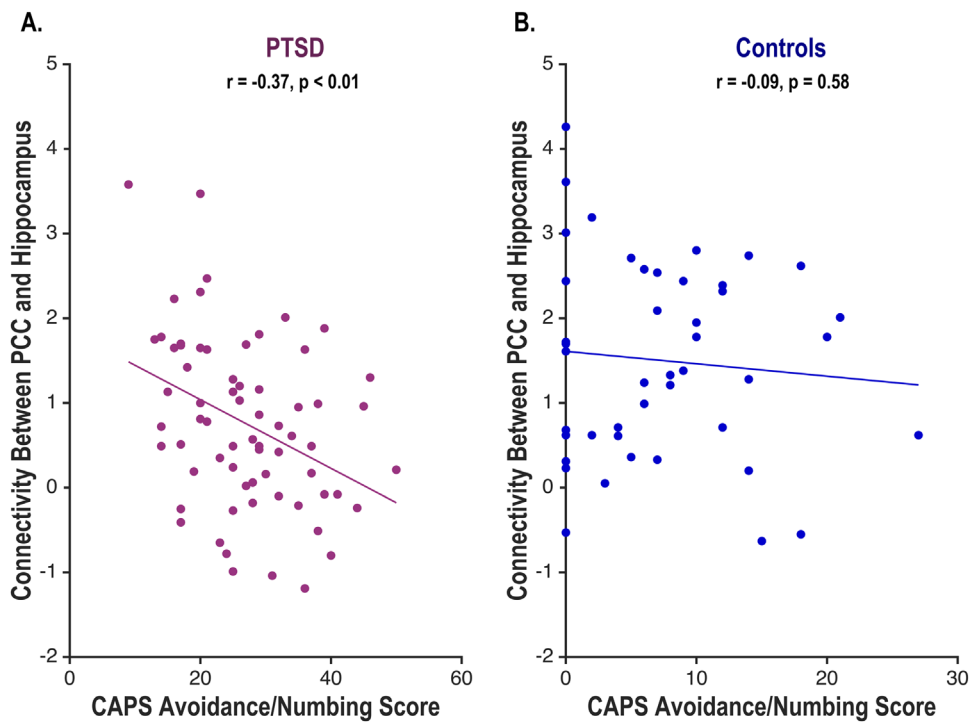 A.
PTSD
r = -0.37, p < 0.01
Connectivity Between PCC and Hippocampus
5
4
3
2
1
0
-1
-2
0
20
40
60
CAPS Avoidance/Numbing Score
B.
Controls
r = -0.09, p = 0.58
Connectivity Between PCC and Hippocampus
5
4
3
2
1
0
-1
-2
0
10
20
30
CAPS Avoidance/Numbing Score